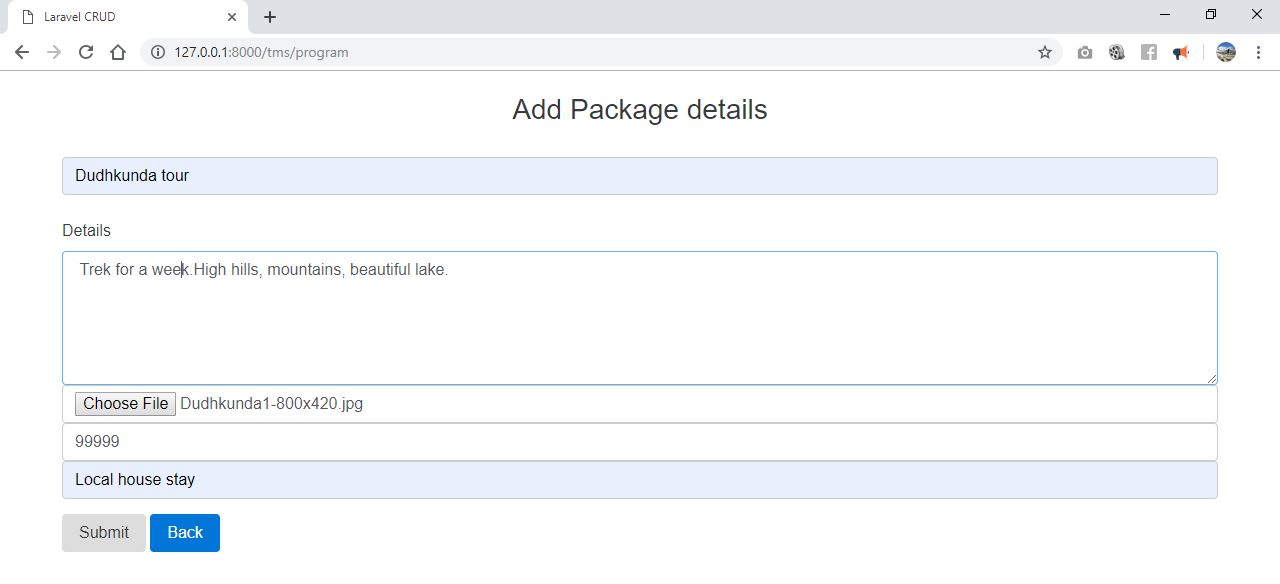 Laravel CRUD
127.0.0.1:8000/tms/program
Add Package details
Dudhkunda tour
Details
Trek for a week.High hills, mountains, beautiful lake.
Choose File Dudhkunda1-800x420.jpg
99999
Local house stay
Submit Back